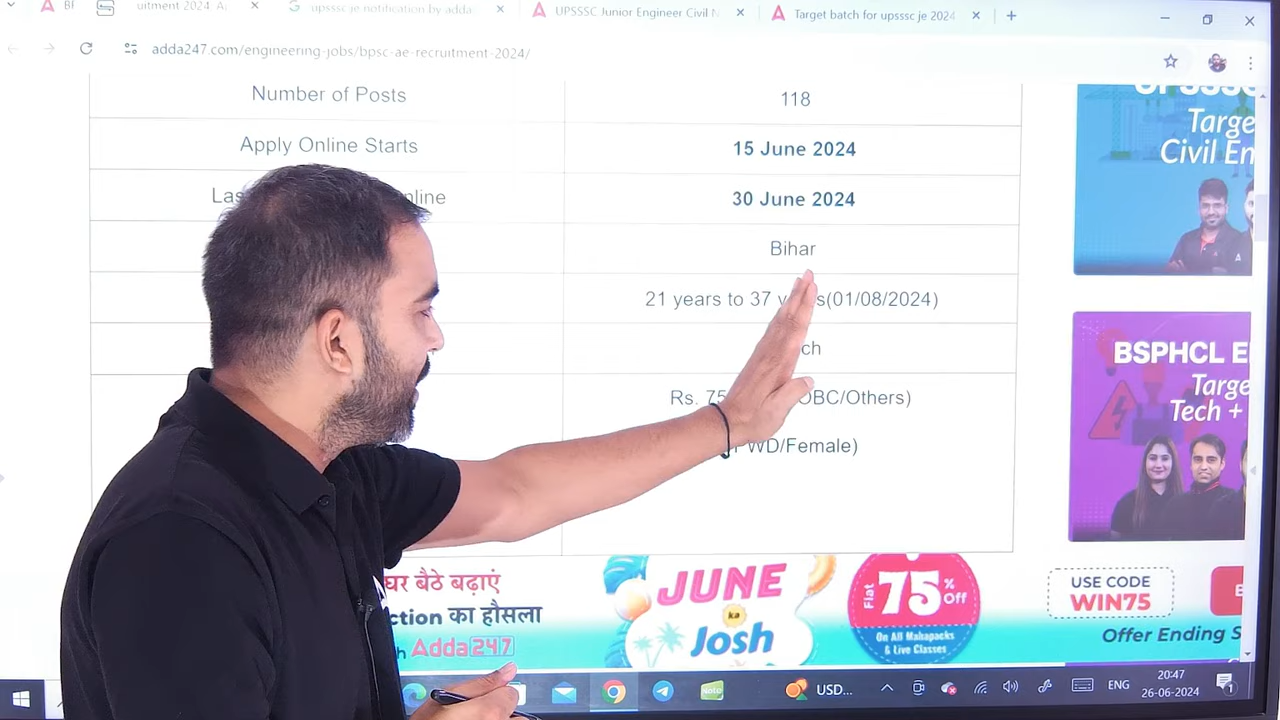 uitment 2024, A
upsssc je notification by adda
UPSSSC Junior Engineer Civil N
Target batch for upsssc je 2024
adda247.com/engineering-jobs/bpsc-ae-recruitment-2024/
Number of Posts 118
Apply Online Starts 15 June 2024
Las nline 30 June 2024
Bihar
21 years to 37 y s(01/08/2024)
ch
Rs. 75 OBC/Others)
PWD/Female)
UPSSSC
Targe
Civil En
BSPHCL E
Targe
Tech +
घर बैठे बढ़ाएं
ction का हौसला
h Adda247
JUNE
ka
Josh
Flat 75% Off
On All Mahapacks
& Live Classes
USE CODE
WIN75
Offer Ending S
USD...
ENG
20:47
26-06-2024
1